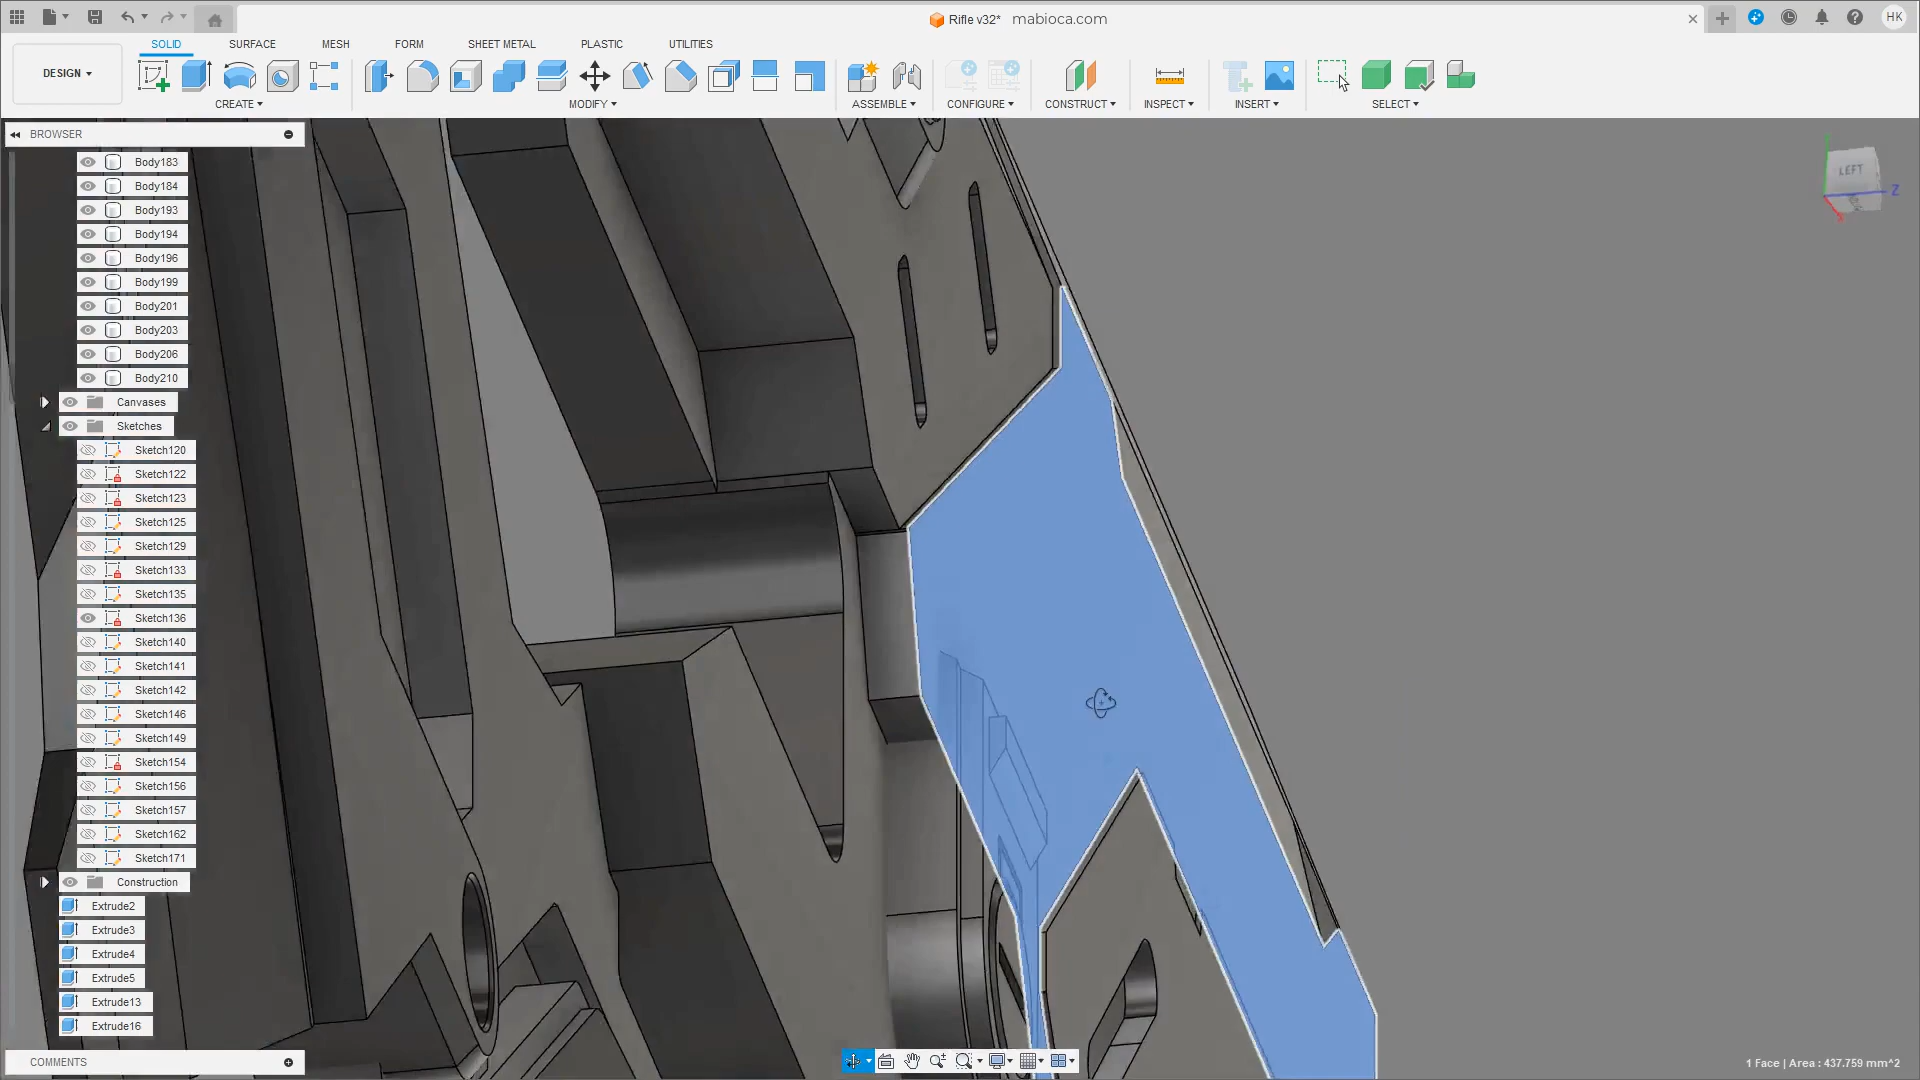 Rifle v32*
mabioca.com
HK
DESIGN
SOLID
SURFACE
MESH
FORM
SHEET METAL
PLASTIC
UTILITIES
CREATE
MODIFY
ASSEMBLE
CONFIGURE
CONSTRUCT
INSPECT
INSERT
SELECT
BROWSER
Body183
Body184
Body193
Body194
Body196
Body199
Body201
Body203
Body206
Body210
Canvases
Sketches
Sketch120
Sketch122
Sketch123
Sketch125
Sketch129
Sketch133
Sketch135
Sketch136
Sketch140
Sketch141
Sketch142
Sketch146
Sketch149
Sketch154
Sketch156
Sketch157
Sketch162
Sketch171
Construction
Extrude2
Extrude3
Extrude4
Extrude5
Extrude13
Extrude16
COMMENTS
LEFT
Z
1 Face | Area : 437.759 mm^2